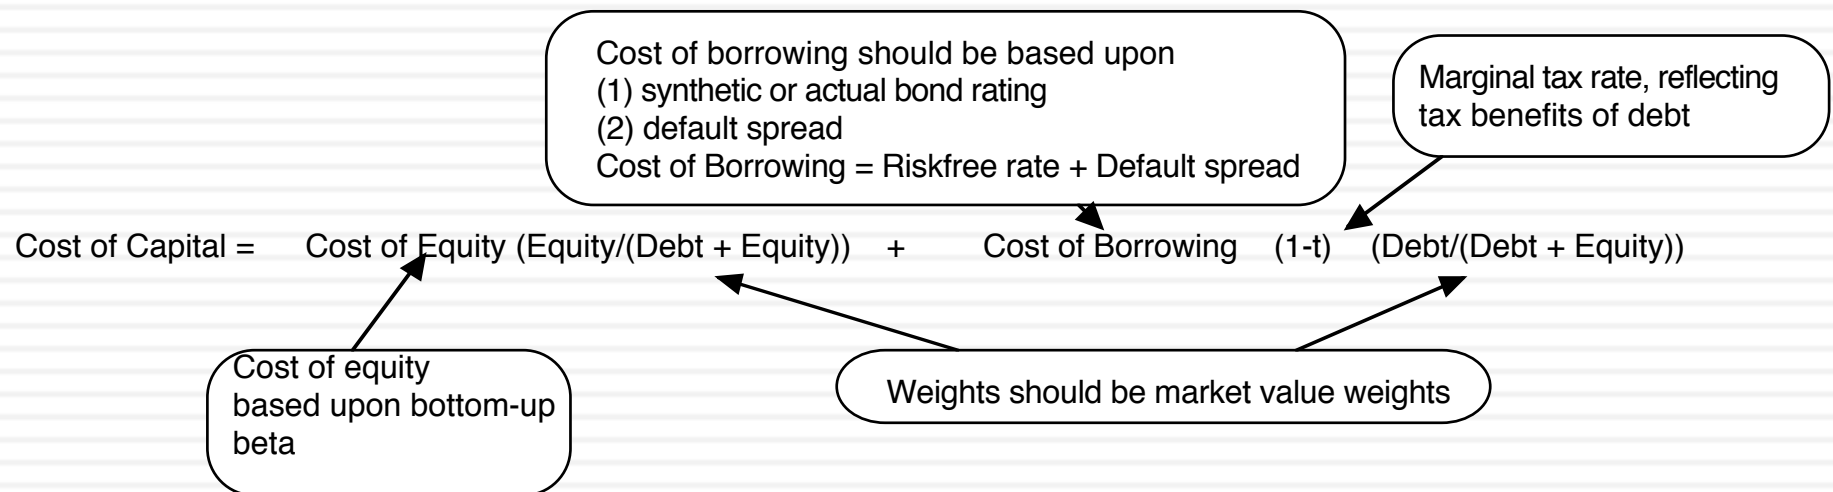 Cost of borrowing should be based upon
(1) synthetic or actual bond rating
(2) default spread
Cost of Borrowing = Riskfree rate + Default spread
Marginal tax rate, reflecting
tax benefits of debt
Cost of Capital = Cost of Equity (Equity/(Debt + Equity)) + Cost of Borrowing (1-t) (Debt/(Debt + Equity))
Cost of equity
based upon bottom-up
beta
Weights should be market value weights